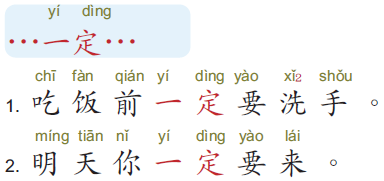 yí dìng
…一定…
chī fàn qián yí dìng yào xǐ2 shǒu
1. 吃饭前一定要洗手。
míng tiān nǐ yí dìng yào lái
2. 明天你一定要来。